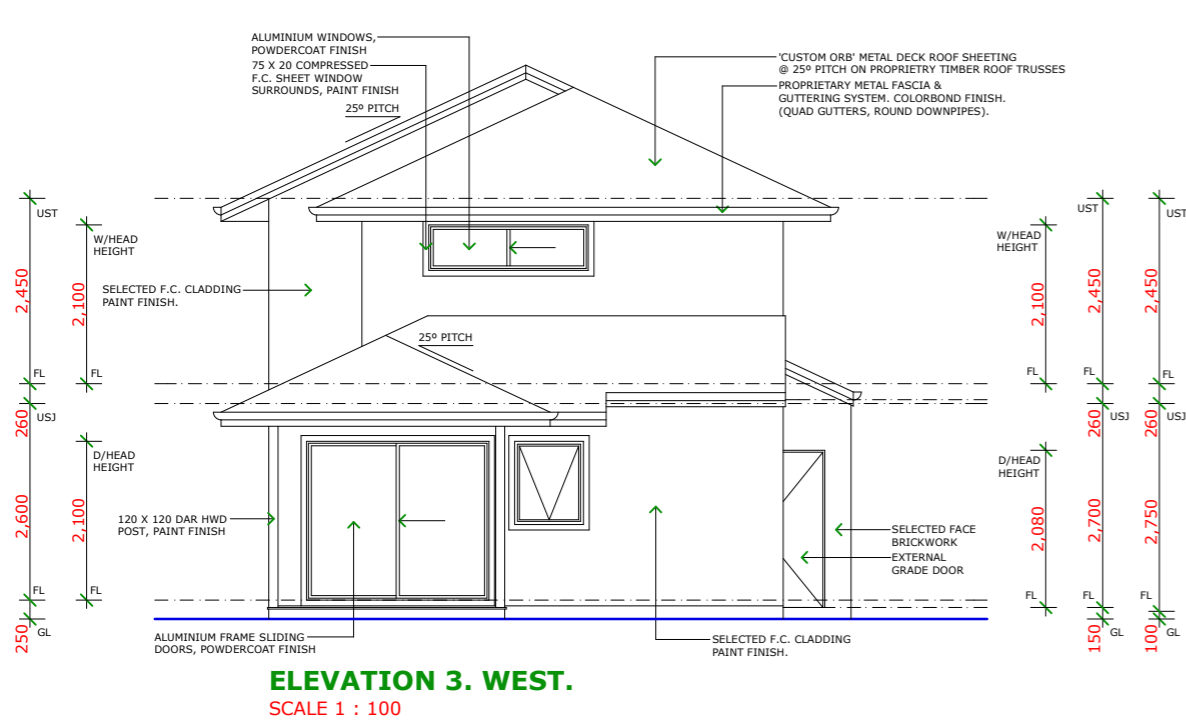 ALUMINIUM WINDOWS,
POWDERCOAT FINISH
75 X 20 COMPRESSED
F.C. SHEET WINDOW
SURROUNDS, PAINT FINISH
25º PITCH
'CUSTOM ORB' METAL DECK ROOF SHEETING
@ 25º PITCH ON PROPRIETRY TIMBER ROOF TRUSSES
PROPRIETARY METAL FASCIA &
GUTTERING SYSTEM. COLORBOND FINISH.
(QUAD GUTTERS, ROUND DOWNPIPES).
UST
W/HEAD
HEIGHT
2,450
2,100
SELECTED F.C. CLADDING
PAINT FINISH.
FL
FL
260
USJ
D/HEAD
HEIGHT
2,600
2,100
120 X 120 DAR HWD
POST, PAINT FINISH
FL
FL
250
GL
25º PITCH
ALUMINIUM FRAME SLIDING
DOORS, POWDERCOAT FINISH
SELECTED F.C. CLADDING
PAINT FINISH.
SELECTED FACE
BRICKWORK
EXTERNAL
GRADE DOOR
W/HEAD
HEIGHT
2,100
FL
D/HEAD
HEIGHT
2,080
FL
UST
2,450
FL
260
USJ
2,700
FL
150
GL
UST
2,450
FL
260
USJ
2,750
FL
100
GL
ELEVATION 3. WEST.
SCALE 1 : 100